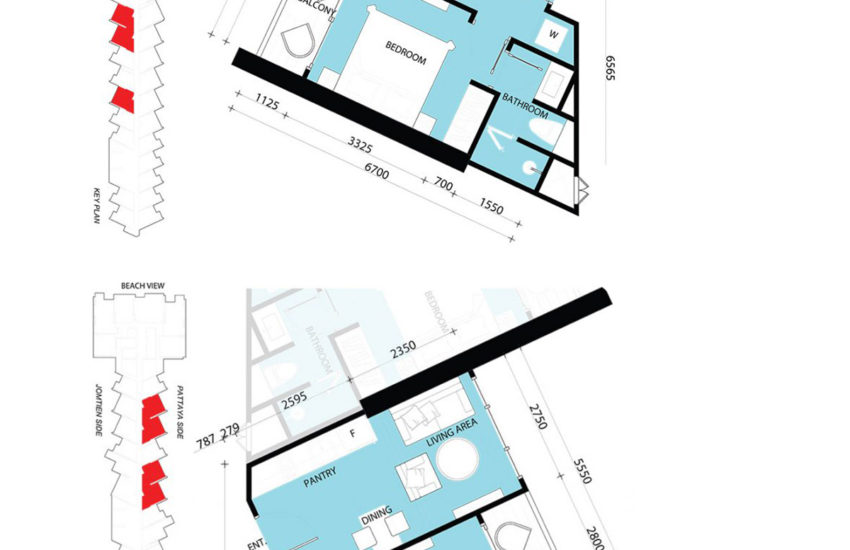 BALCONY
BEDROOM
W
BATHROOM
6565
1125
3325
6700
700
1550
KEY PLAN
BEACH VIEW
JOMTIEN SIDE
PATTAYA SIDE
BEDROOM
BATHROOM
2350
2595
787 279
F
LIVING AREA
PANTRY
DINING
ENT.
2750
5550
2800